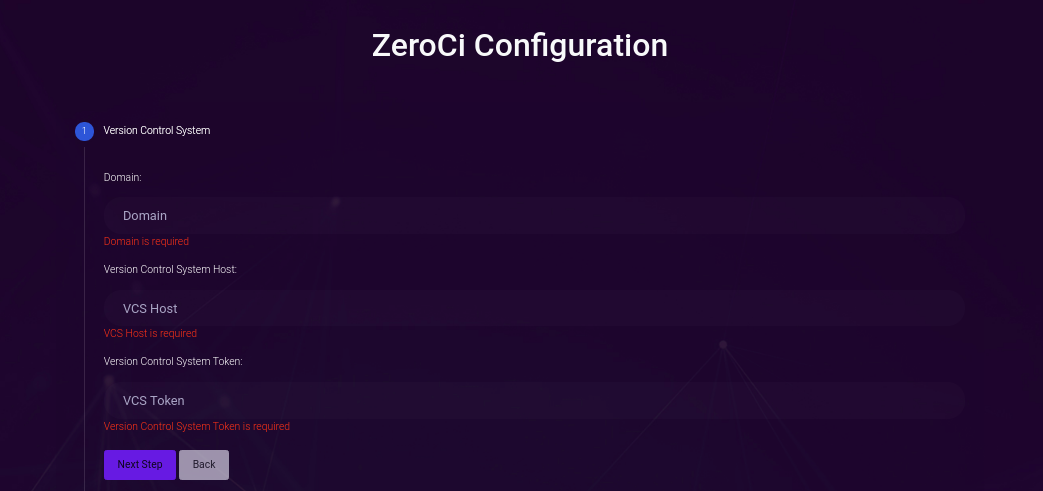 ZeroCi Configuration
1 Version Control System
Domain:
Domain
Domain is required
Version Control System Host:
VCS Host
VCS Host is required
Version Control System Token:
VCS Token
Version Control System Token is required
Next Step Back